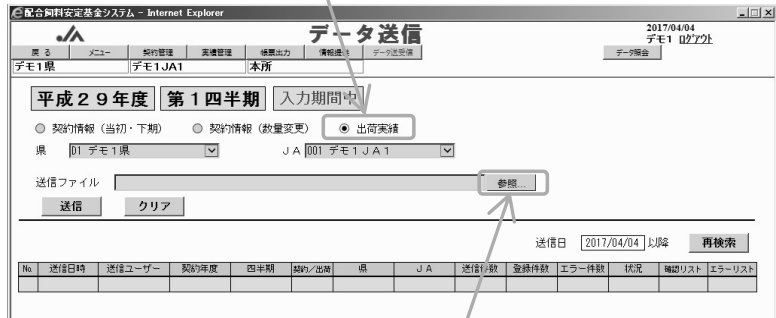 配合飼料安定基金システム - Internet Explorer
JA
データ送信
2017/04/04
デモ1 ログアウト
戻 る メニュー 契約管理 実績管理 帳票出力 データ送受信 データ照会
デモ1県 デモ1JA1 本所
平成29年度 第1四半期 入力期間中
契約情報(当初・下期) 契約情報(数量変更) 出荷実績
県 01 デモ1県 JA 001 デモ1JA1
送信ファイル 参照...
送信 クリア
送信日 2017/04/04 以降 再検索
No. 送信日時 送信ユーザー 契約年度 四半期 契約/出荷 県 JA 送信件数 登録件数 エラー件数 状況 確認リスト エラーリスト